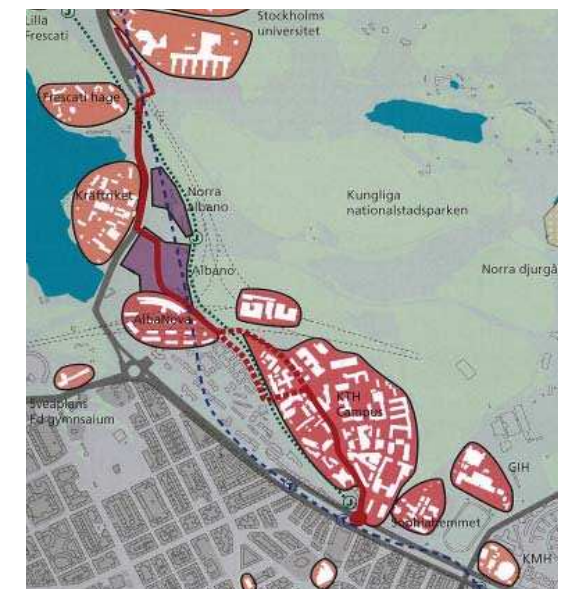 Lilla
Frescati
Stockholms
universitet
Frescati hage
Kräftriket
Norra
albano
Kungliga
nationalstadsparken
Norra djurgå
Albano
AlbaNova
KTH
Campus
Sveaplans
Fd gymnsaium
GIH
Sophiahemmet
KMH